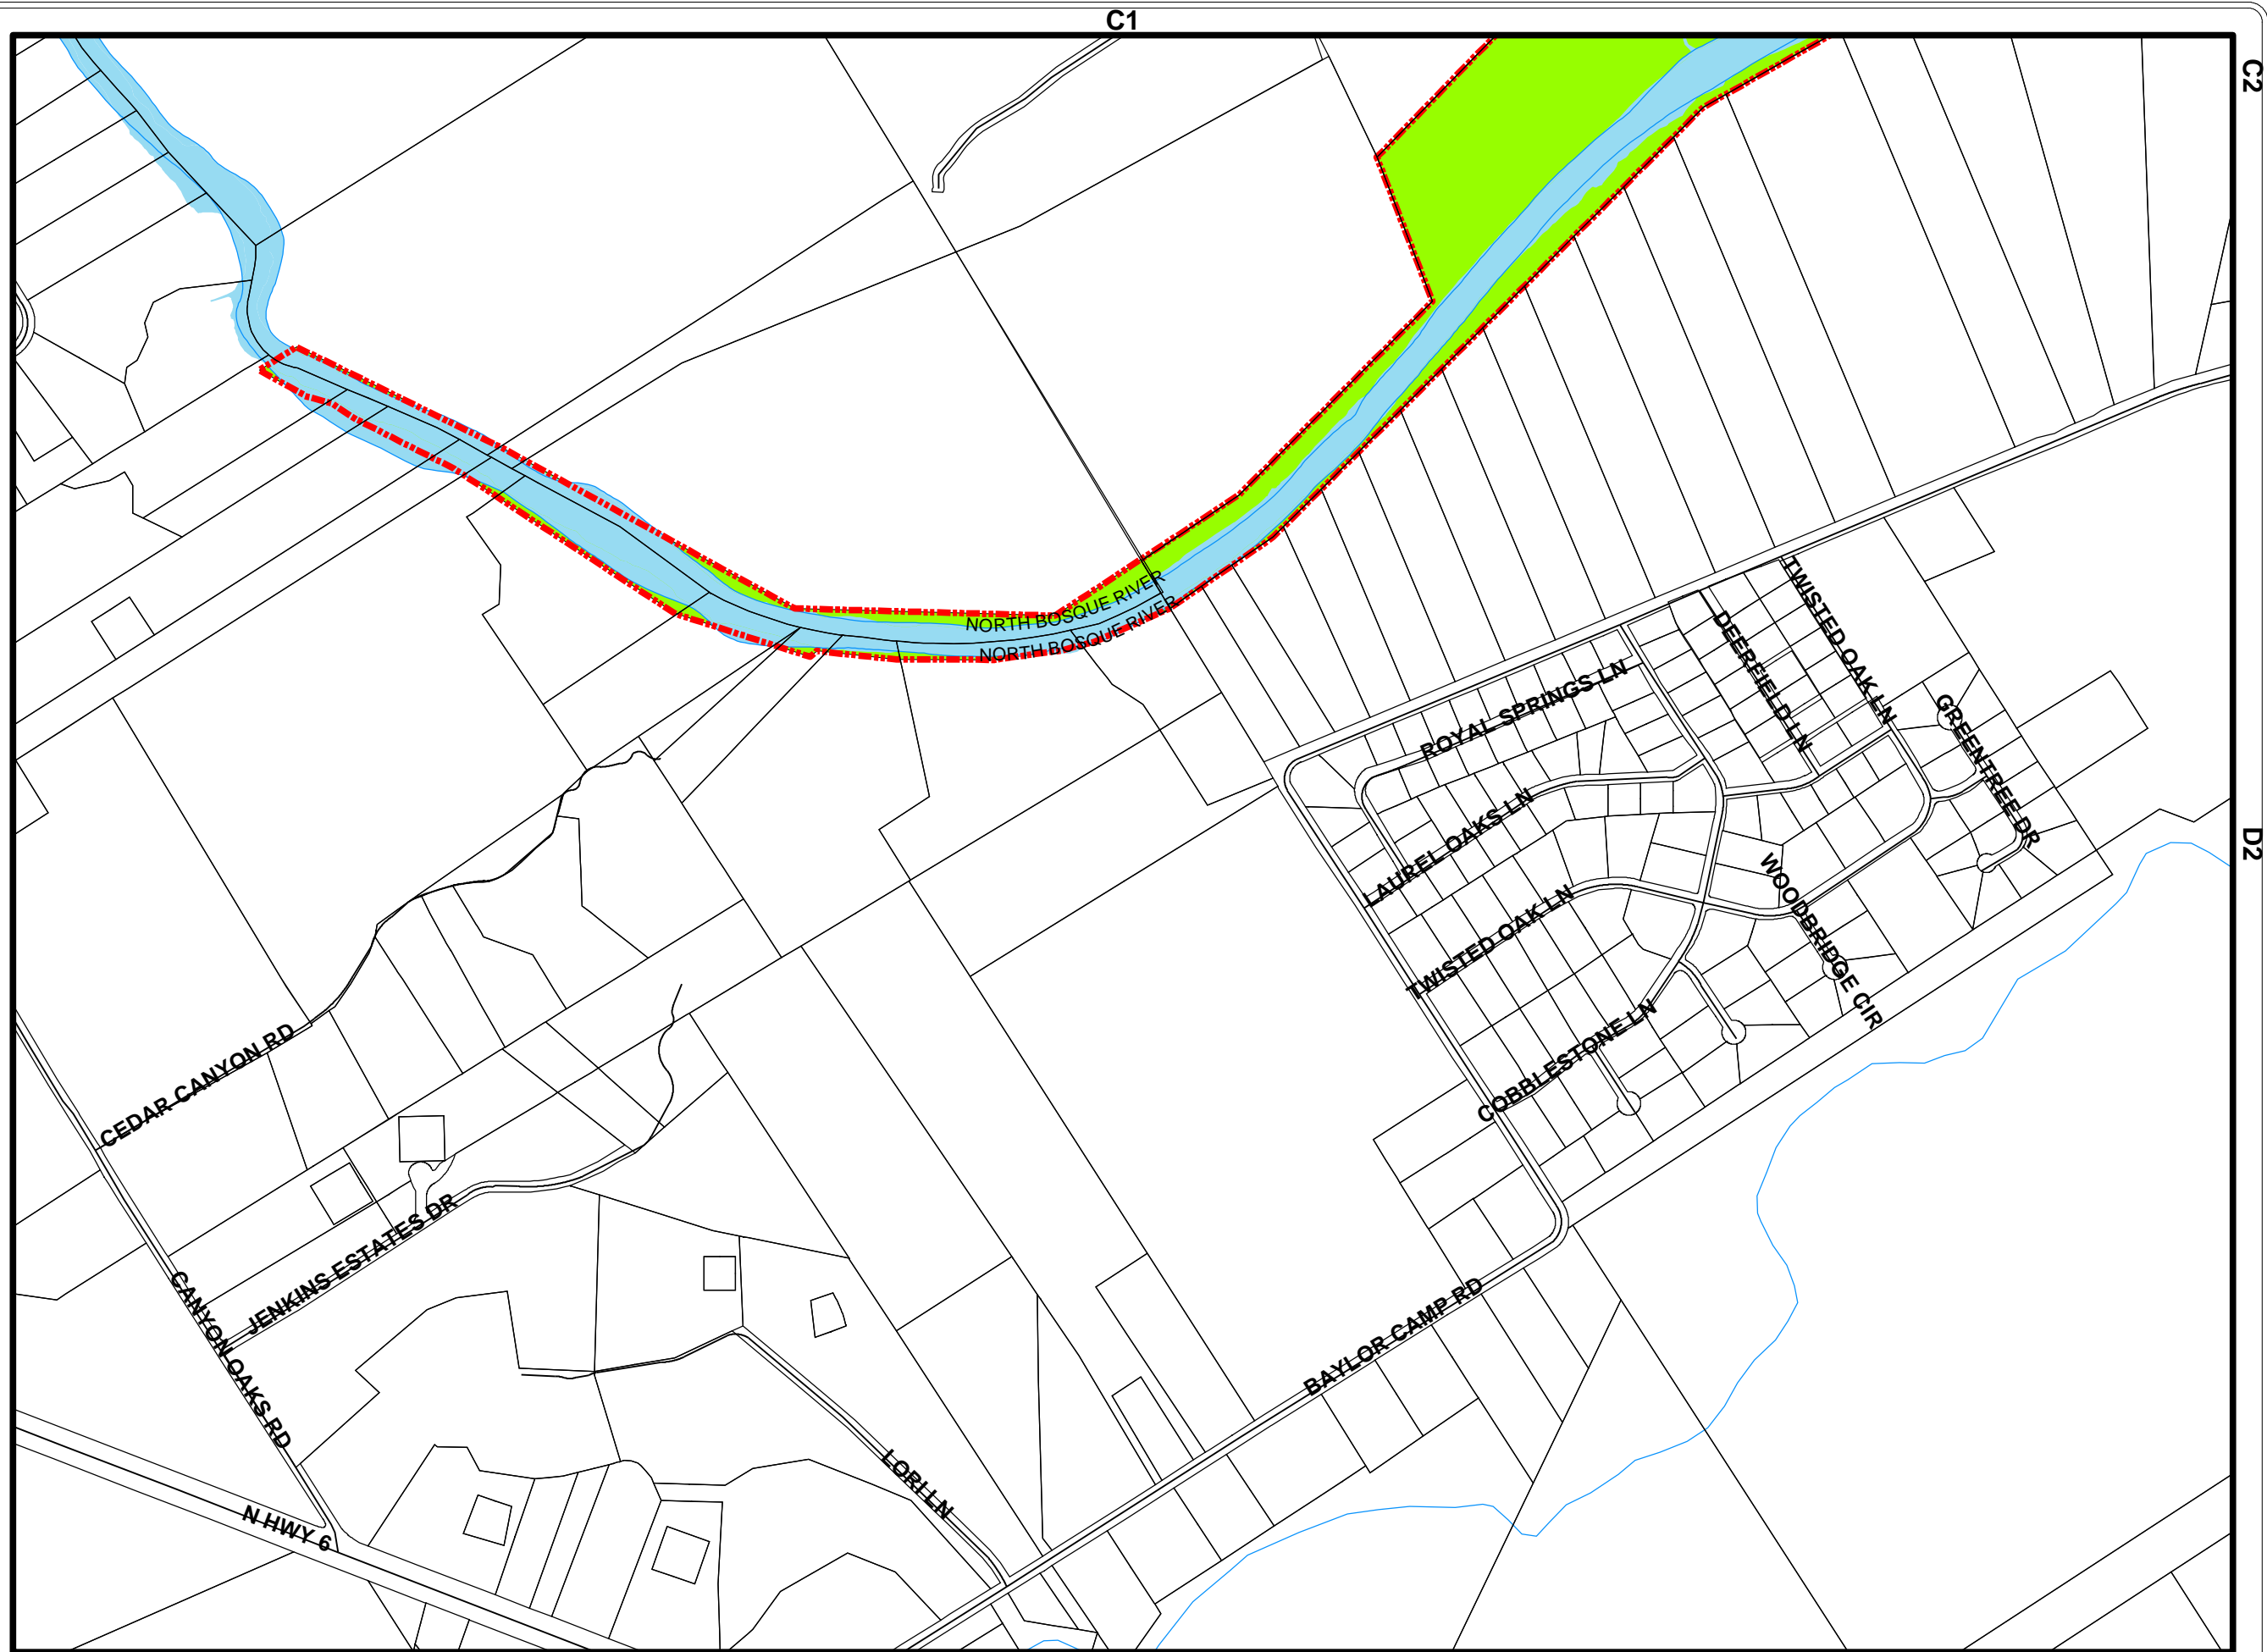 C1
C2
NORTH BOSQUE RIVER
NORTH BOSQUE RIVER
TWISTED OAK LN
DEERFIELD LN
ROYAL SPRINGS LN
GREENTREE DR
LAUREL OAKS LN
D2
WOODBRIDGE CIR
TWISTED OAK LN
COBBLESTONE LN
CEDAR CANYON RD
JENKINS ESTATES DR
CANYON OAKS RD
BAYLOR CAMP RD
LORI LN
N HWY 6